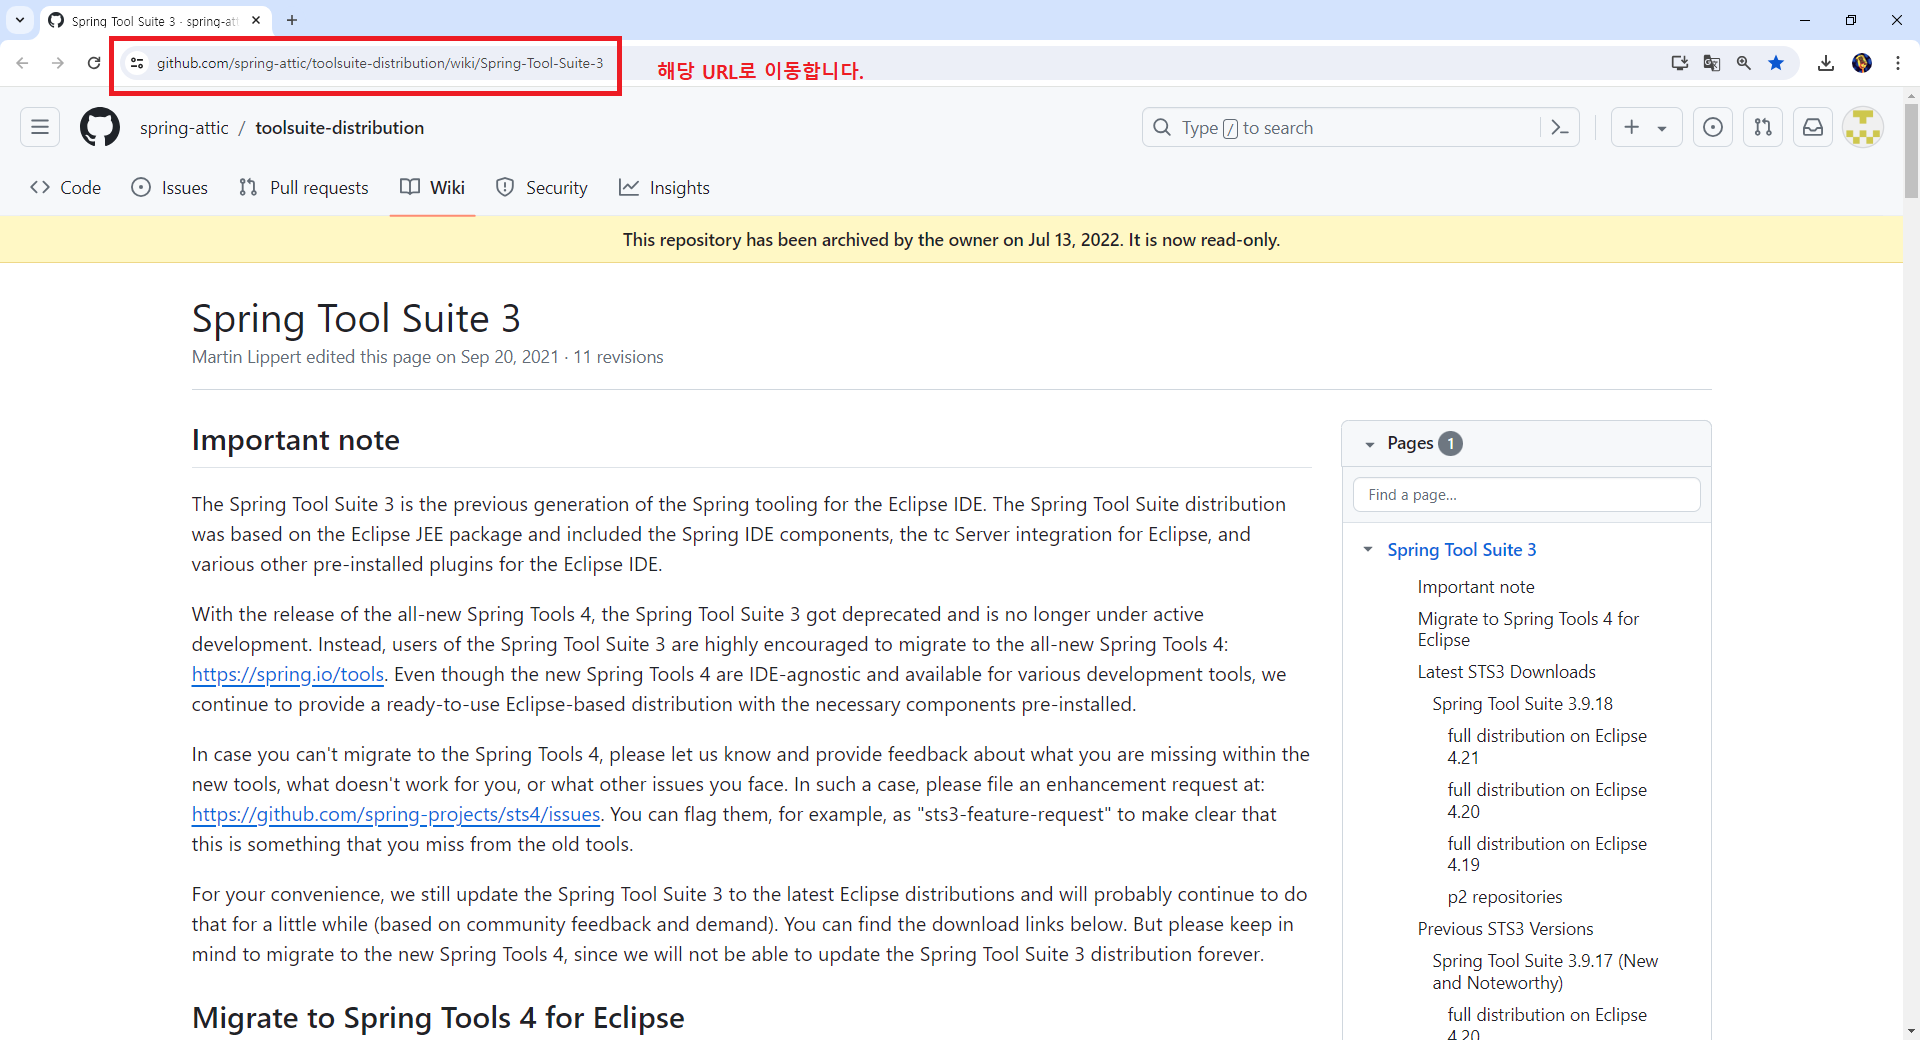 Spring Tool Suite 3 · spring-att
github.com/spring-attic/toolsuite-distribution/wiki/Spring-Tool-Suite-3
해당 URL로 이동합니다.
spring-attic / toolsuite-distribution
Type / to search
Code
Issues
Pull requests
Wiki
Security
Insights
This repository has been archived by the owner on Jul 13, 2022. It is now read-only.
Spring Tool Suite 3
Martin Lippert edited this page on Sep 20, 2021 · 11 revisions
Important note
The Spring Tool Suite 3 is the previous generation of the Spring tooling for the Eclipse IDE. The Spring Tool Suite distribution
was based on the Eclipse JEE package and included the Spring IDE components, the tc Server integration for Eclipse, and
various other pre-installed plugins for the Eclipse IDE.
With the release of the all-new Spring Tools 4, the Spring Tool Suite 3 got deprecated and is no longer under active
development. Instead, users of the Spring Tool Suite 3 are highly encouraged to migrate to the all-new Spring Tools 4:
https://spring.io/tools. Even though the new Spring Tools 4 are IDE-agnostic and available for various development tools, we
continue to provide a ready-to-use Eclipse-based distribution with the necessary components pre-installed.
In case you can't migrate to the Spring Tools 4, please let us know and provide feedback about what you are missing within the
new tools, what doesn't work for you, or what other issues you face. In such a case, please file an enhancement request at:
https://github.com/spring-projects/sts4/issues. You can flag them, for example, as "sts3-feature-request" to make clear that
this is something that you miss from the old tools.
For your convenience, we still update the Spring Tool Suite 3 to the latest Eclipse distributions and will probably continue to do
that for a little while (based on community feedback and demand). You can find the download links below. But please keep in
mind to migrate to the new Spring Tools 4, since we will not be able to update the Spring Tool Suite 3 distribution forever.
Migrate to Spring Tools 4 for Eclipse
Pages 1
Find a page...
Spring Tool Suite 3
Important note
Migrate to Spring Tools 4 for
Eclipse
Latest STS3 Downloads
Spring Tool Suite 3.9.18
full distribution on Eclipse
4.21
full distribution on Eclipse
4.20
full distribution on Eclipse
4.19
p2 repositories
Previous STS3 Versions
Spring Tool Suite 3.9.17 (New
and Noteworthy)
full distribution on Eclipse
4.20